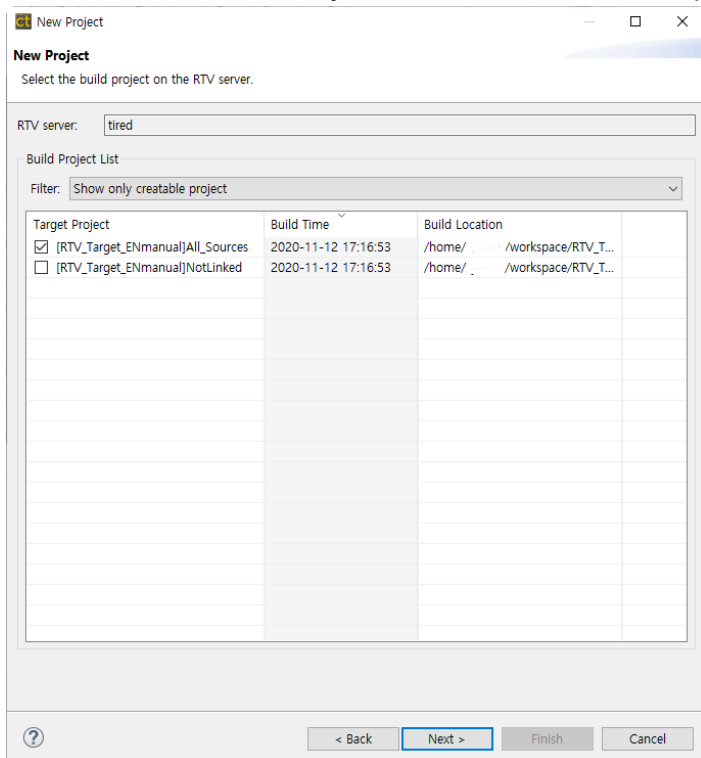 ct New Project
New Project
Select the build project on the RTV server.
RTV server: tired
Build Project List
Filter: Show only creatable project
Target Project Build Time Build Location
[RTV_Target_ENmanual]All_Sources 2020-11-12 17:16:53 /home/ /workspace/RTV_T...
[RTV_Target_ENmanual]NotLinked 2020-11-12 17:16:53 /home/ /workspace/RTV_T...
? < Back Next > Finish Cancel